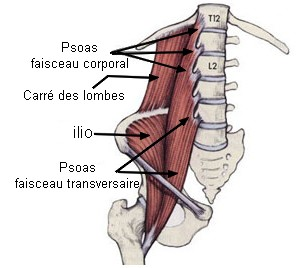 T12
Psoas
faisceau corporal
L2
Carré des lombes
ilio
Psoas
faisceau transversaire